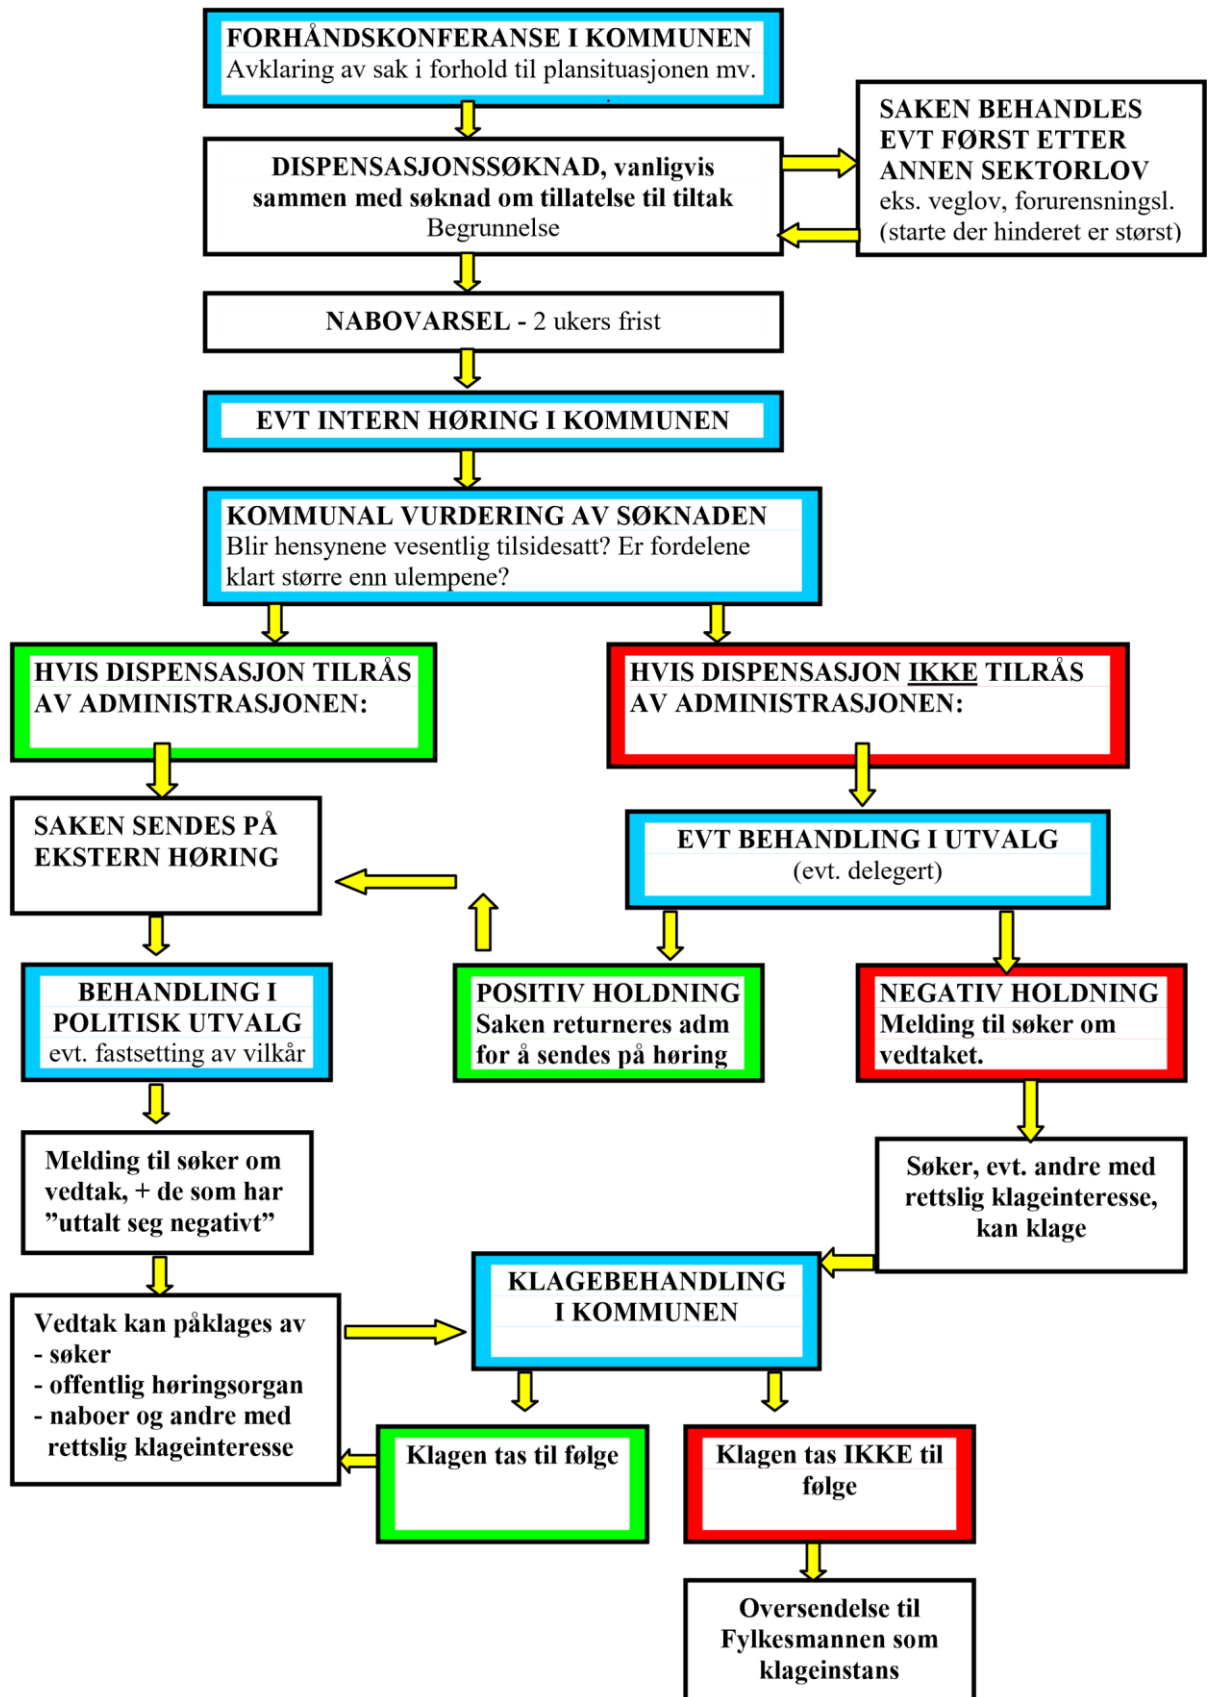 FORHÅNDSKONFERANSE I KOMMUNEN
Avklaring av sak i forhold til plansituasjonen mv.
SAKEN BEHANDLES
EVT FØRST ETTER
ANNEN SEKTORLOV
eks. veglov, forurensningsl.
(starte der hinderet er størst)
DISPENSASJONSSØKNAD, vanligvis
sammen med søknad om tillatelse til tiltak
Begrunnelse
NABOVARSEL - 2 ukers frist
EVT INTERN HØRING I KOMMUNEN
KOMMUNAL VURDERING AV SØKNADEN
Blir hensynene vesentlig tilsidesatt? Er fordelene
klart større enn ulempene?
HVIS DISPENSASJON TILRÅS
AV ADMINISTRASJONEN:
HVIS DISPENSASJON IKKE TILRÅS
AV ADMINISTRASJONEN:
SAKEN SENDES PÅ
EKSTERN HØRING
EVT BEHANDLING I UTVALG
(evt. delegert)
BEHANDLING I
POLITISK UTVALG
evt. fastsetting av vilkår
POSITIV HOLDNING
Saken returneres adm
for å sendes på høring
NEGATIV HOLDNING
Melding til søker om
vedtaket.
Melding til søker om
vedtak, + de som har
”uttalt seg negativt”
Søker, evt. andre med
rettslig klageinteresse,
kan klage
Vedtak kan påklages av
- søker
- offentlig høringsorgan
- naboer og andre med
rettslig klageinteresse
KLAGEBEHANDLING
I KOMMUNEN
Klagen tas til følge
Klagen tas IKKE til
følge
Oversendelse til
Fylkesmannen som
klageinstans